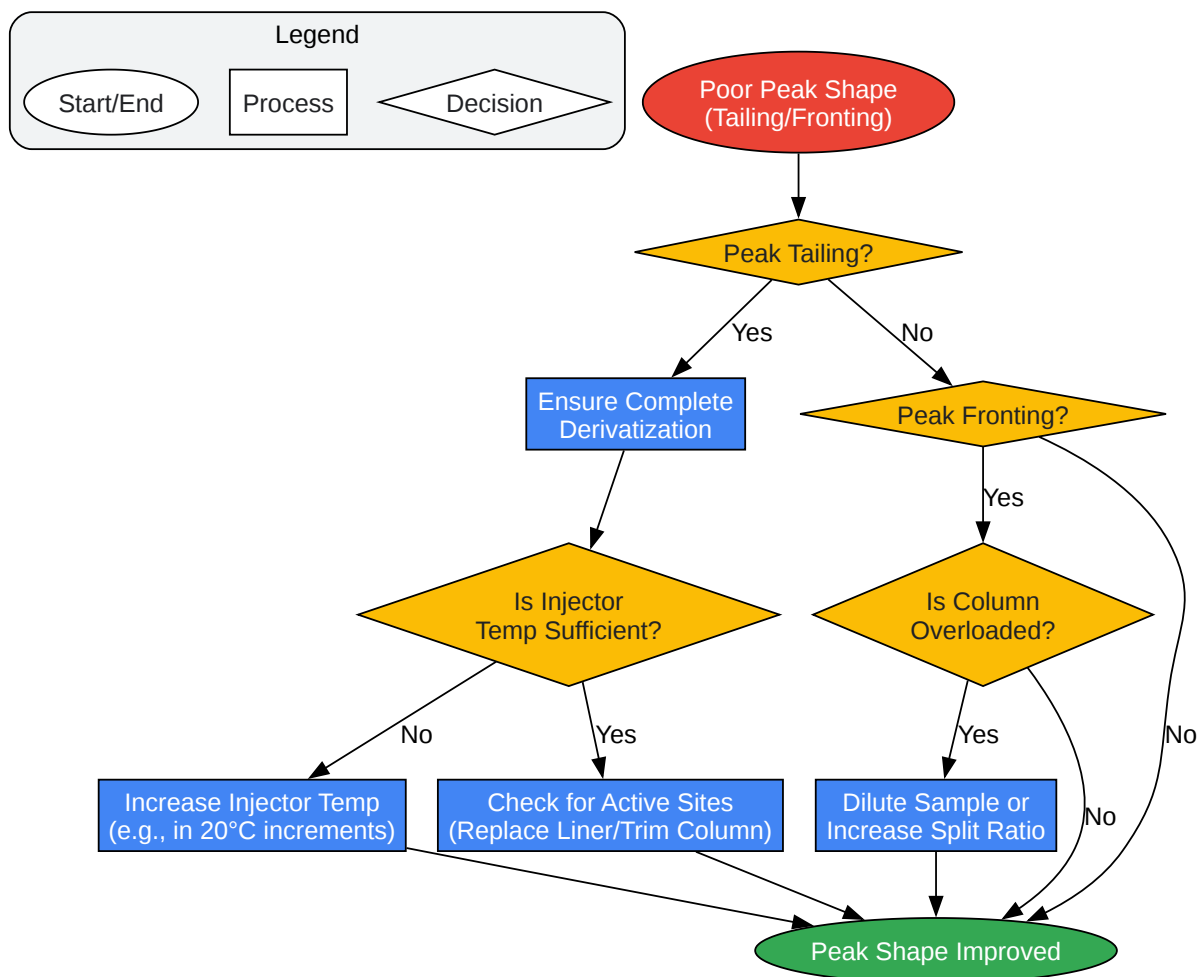 Legend
Start/End
Process
Decision
Poor Peak Shape
(Tailing/Fronting)
Peak Tailing?
Yes
No
Ensure Complete
Derivatization
Peak Fronting?
Yes
Is Injector
Temp Sufficient?
Is Column
Overloaded?
No
Yes
Yes
No
Increase Injector Temp
(e.g., in 20°C increments)
Check for Active Sites
(Replace Liner/Trim Column)
Dilute Sample or
Increase Split Ratio
No
Peak Shape Improved